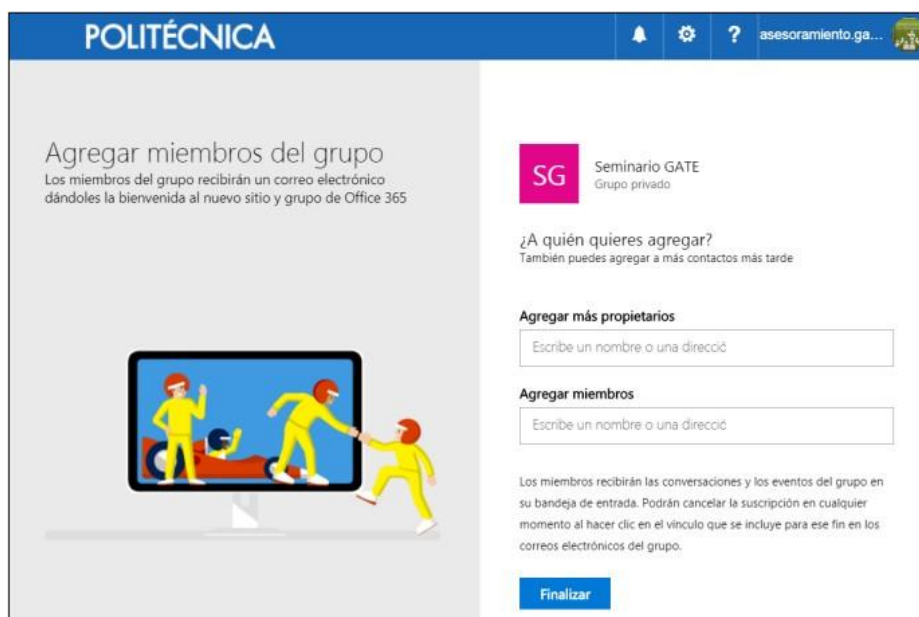 POLITÉCNICA
? asesoramiento.ga...
Agregar miembros del grupo
Los miembros del grupo recibirán un correo electrónico
dándoles la bienvenida al nuevo sitio y grupo de Office 365
SG
Seminario GATE
Grupo privado
¿A quién quieres agregar?
También puedes agregar a más contactos más tarde
Agregar más propietarios
Escribe un nombre o una direcció
Agregar miembros
Escribe un nombre o una direcció
Los miembros recibirán las conversaciones y los eventos del grupo en
su bandeja de entrada. Podrán cancelar la suscripción en cualquier
momento al hacer clic en el vínculo que se incluye para ese fin en los
correos electrónicos del grupo.
Finalizar